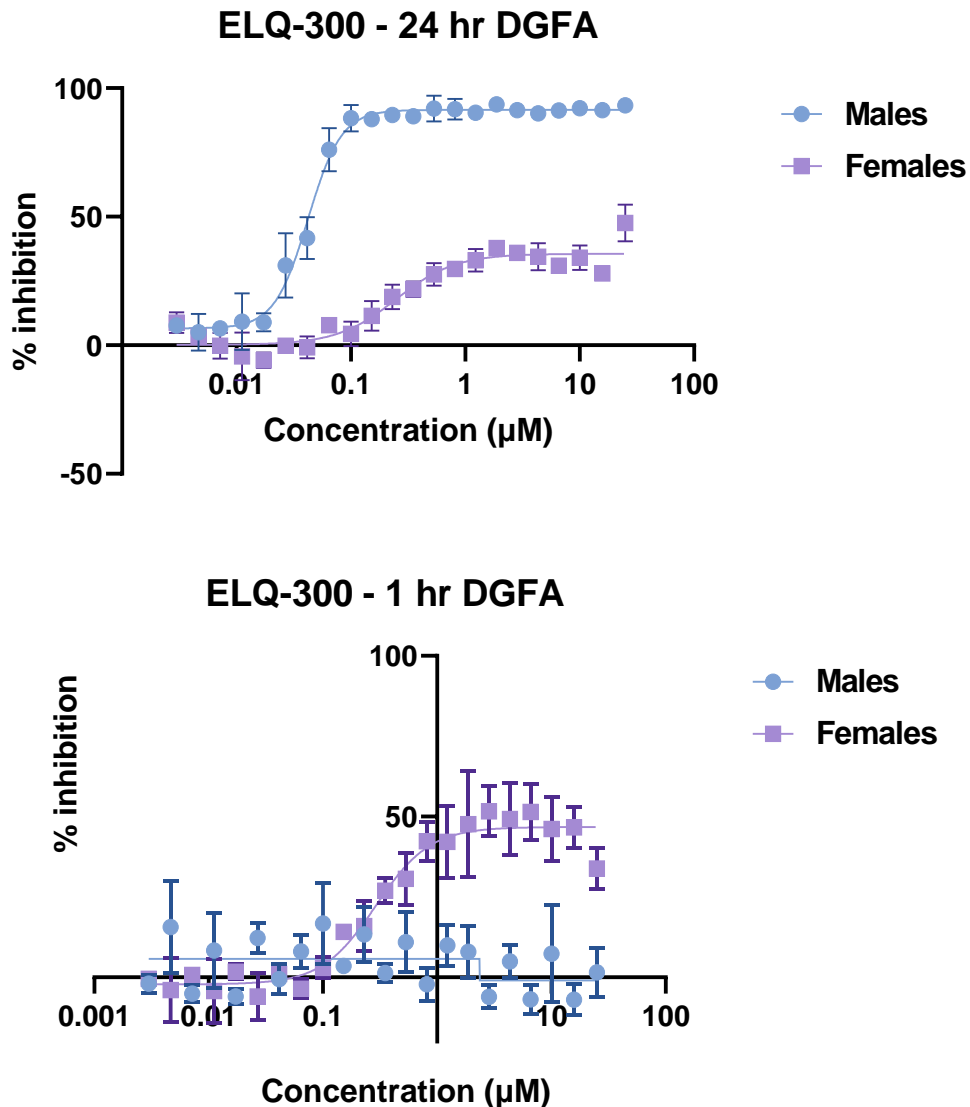 ELQ-300 - 24 hr DGFA
100
50
0
-50
% inhibition
0.01
0.1
1
10
100
Concentration (µM)
Males
Females
ELQ-300 - 1 hr DGFA
100
50
% inhibition
0.001
0.01
0.1
10
100
Concentration (µM)
Males
Females